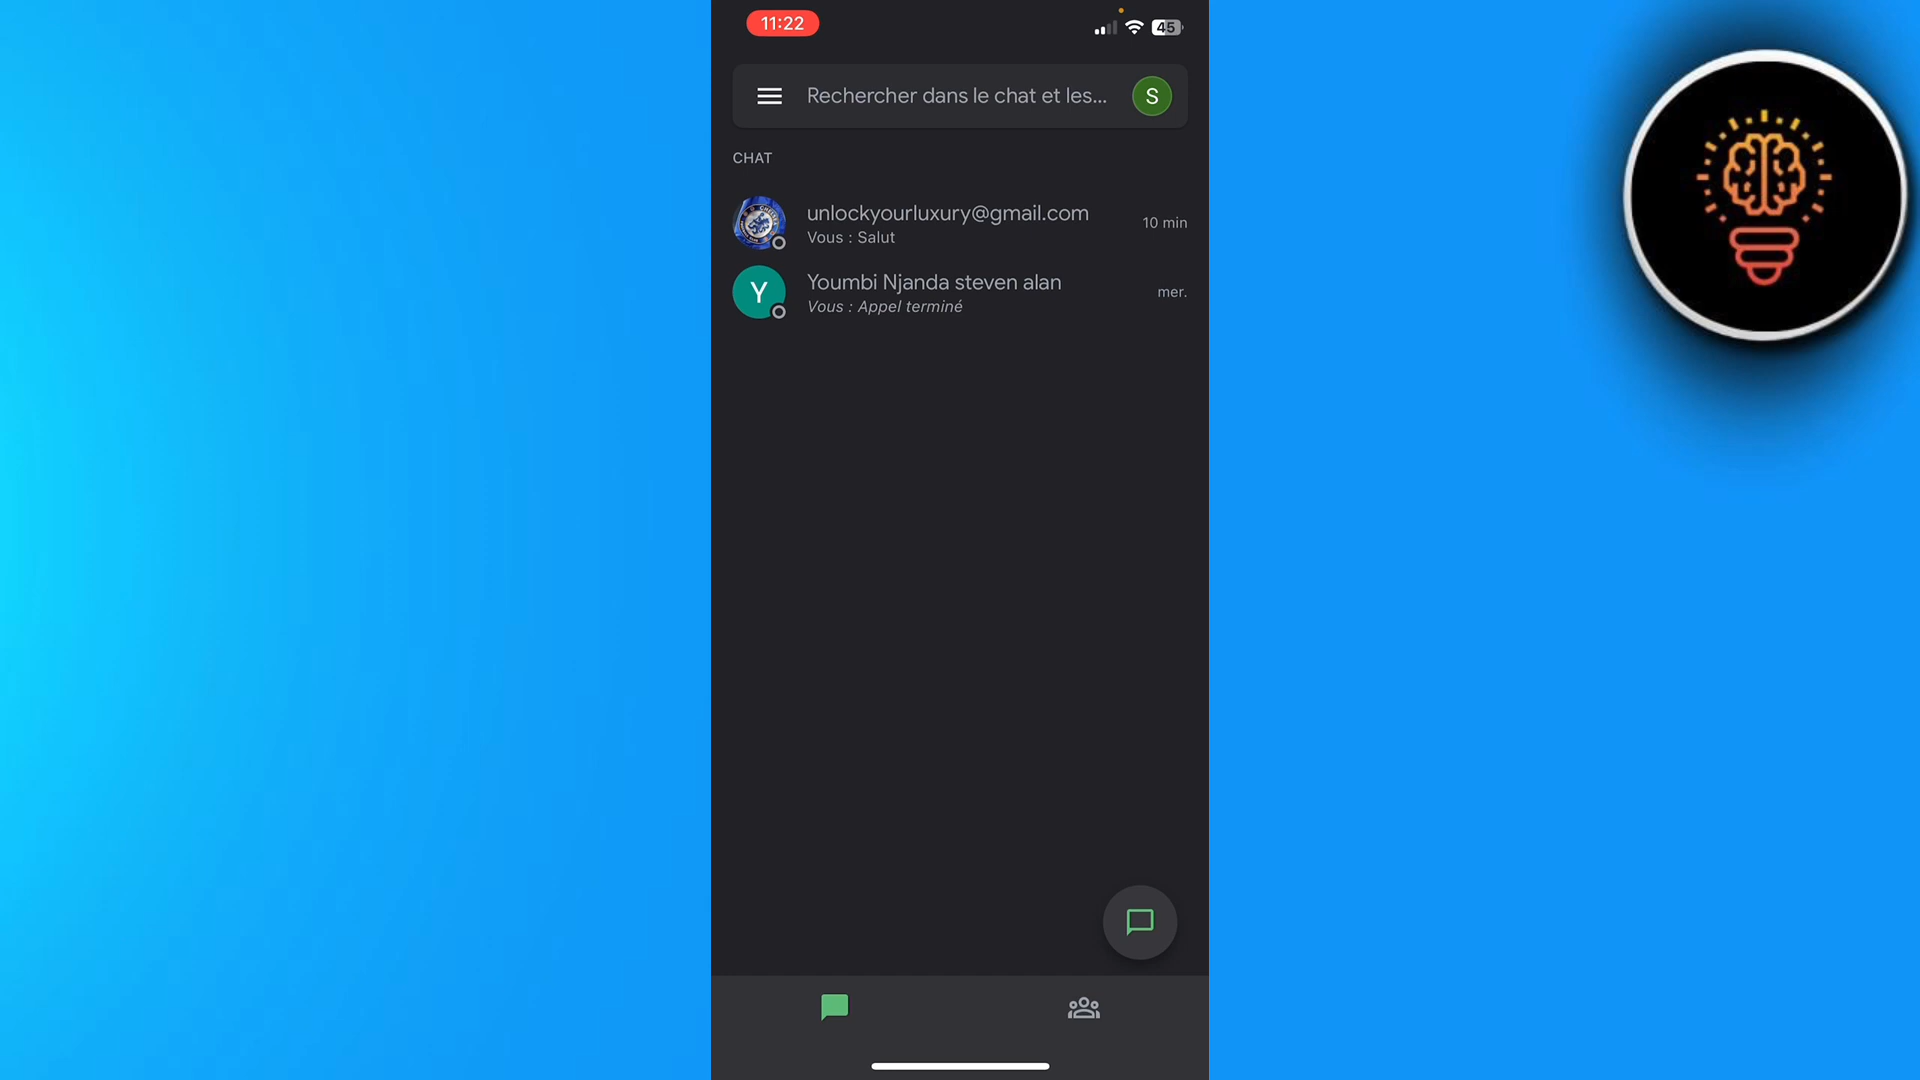 11:22
45
Rechercher dans le chat et les...
S
CHAT
unlockyourluxury@gmail.com
10 min
Vous : Salut
Y
Youmbi Njanda steven alan
mer.
Vous : Appel terminé